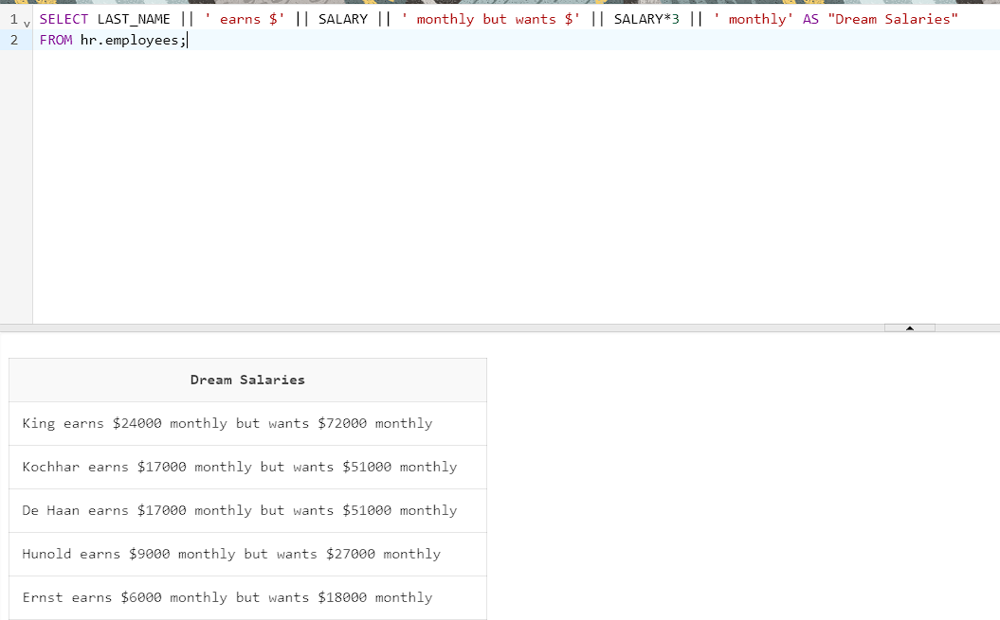 1 SELECT LAST_NAME || ' earns $' || SALARY || ' monthly but wants $' || SALARY*3 || ' monthly' AS "Dream Salaries"
2 FROM hr.employees;
Dream Salaries
King earns $24000 monthly but wants $72000 monthly
Kochhar earns $17000 monthly but wants $51000 monthly
De Haan earns $17000 monthly but wants $51000 monthly
Hunold earns $9000 monthly but wants $27000 monthly
Ernst earns $6000 monthly but wants $18000 monthly